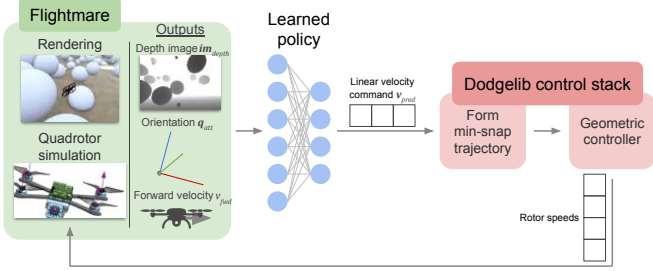 Flightmare
Rendering
Quadrotor
simulation
Outputs
Depth image im_depth
Orientation q_att
Forward velocity v_fwd
Learned
policy
Linear velocity
command v_pred
Dodgelib control stack
Form
min-snap
trajectory
Geometric
controller
Rotor speeds